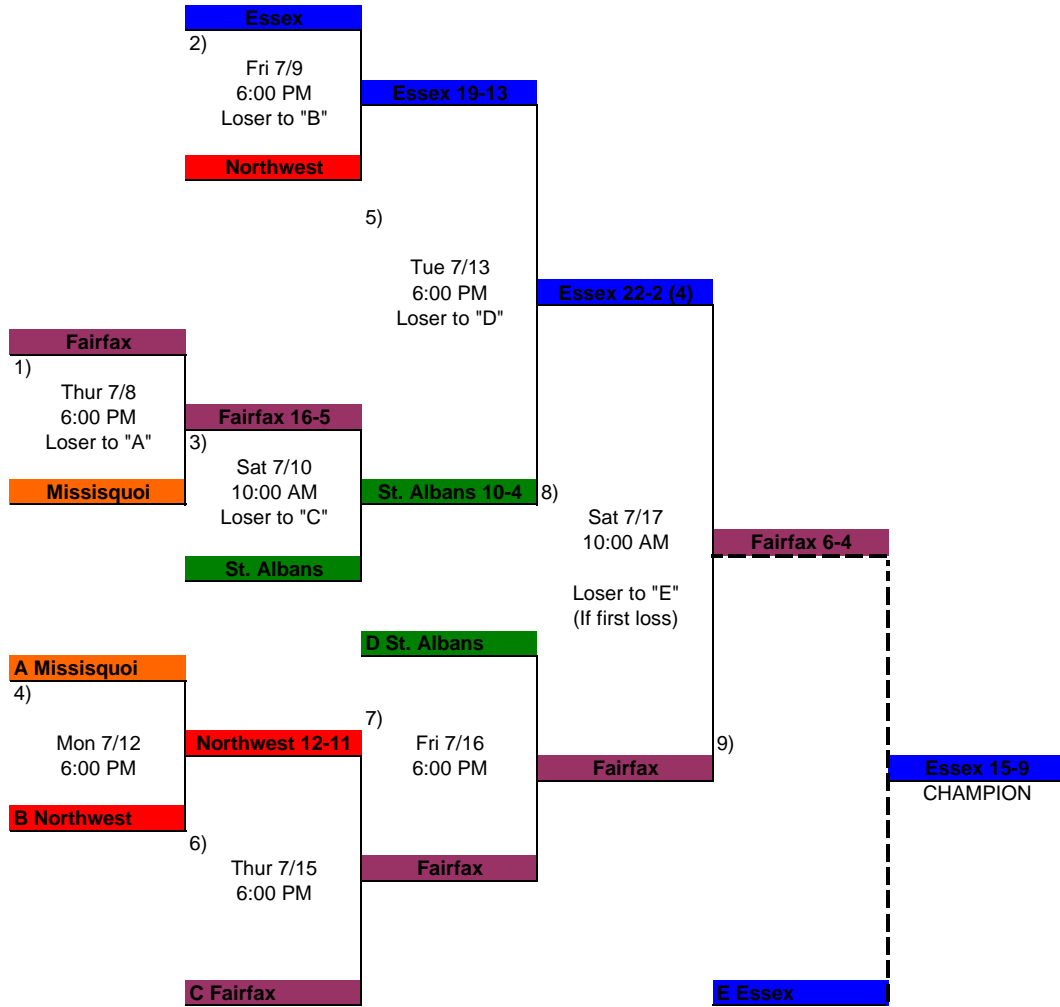 Essex
2)
Fri 7/9
6:00 PM
Loser to "B"
Essex 19-13
Northwest
5)
Tue 7/13
6:00 PM
Loser to "D"
Essex 22-2 (4)
Fairfax
1)
Thur 7/8
6:00 PM
Loser to "A"
Fairfax 16-5
3)
Sat 7/10
10:00 AM
Loser to "C"
Missisquoi
St. Albans 10-4
8)
Sat 7/17
10:00 AM
Loser to "E"
(If first loss)
Fairfax 6-4
St. Albans
D St. Albans
A Missisquoi
4)
Mon 7/12
6:00 PM
Northwest 12-11
7)
Fri 7/16
6:00 PM
Fairfax
9)
Essex 15-9
CHAMPION
B Northwest
6)
Thur 7/15
6:00 PM
Fairfax
C Fairfax
E Essex